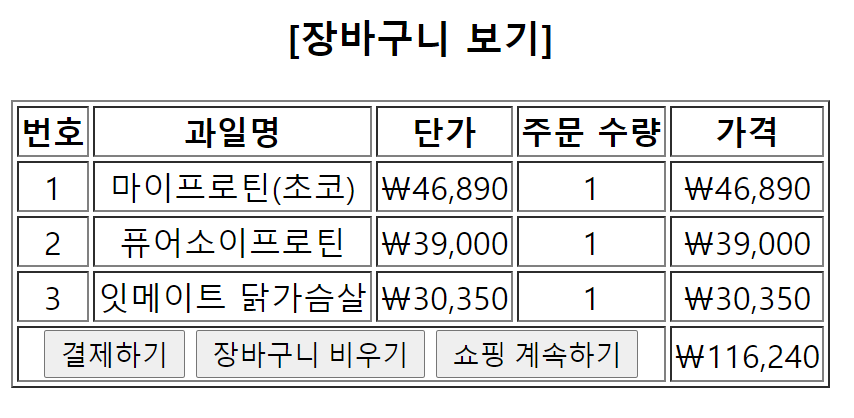 [장바구니 보기]
번호 과일명 단가 주문 수량 가격
1 마이프로틴(초코) ₩46,890 1 ₩46,890
2 퓨어소이프로틴 ₩39,000 1 ₩39,000
3 잇메이트 닭가슴살 ₩30,350 1 ₩30,350
결제하기 장바구니 비우기 쇼핑 계속하기 ₩116,240